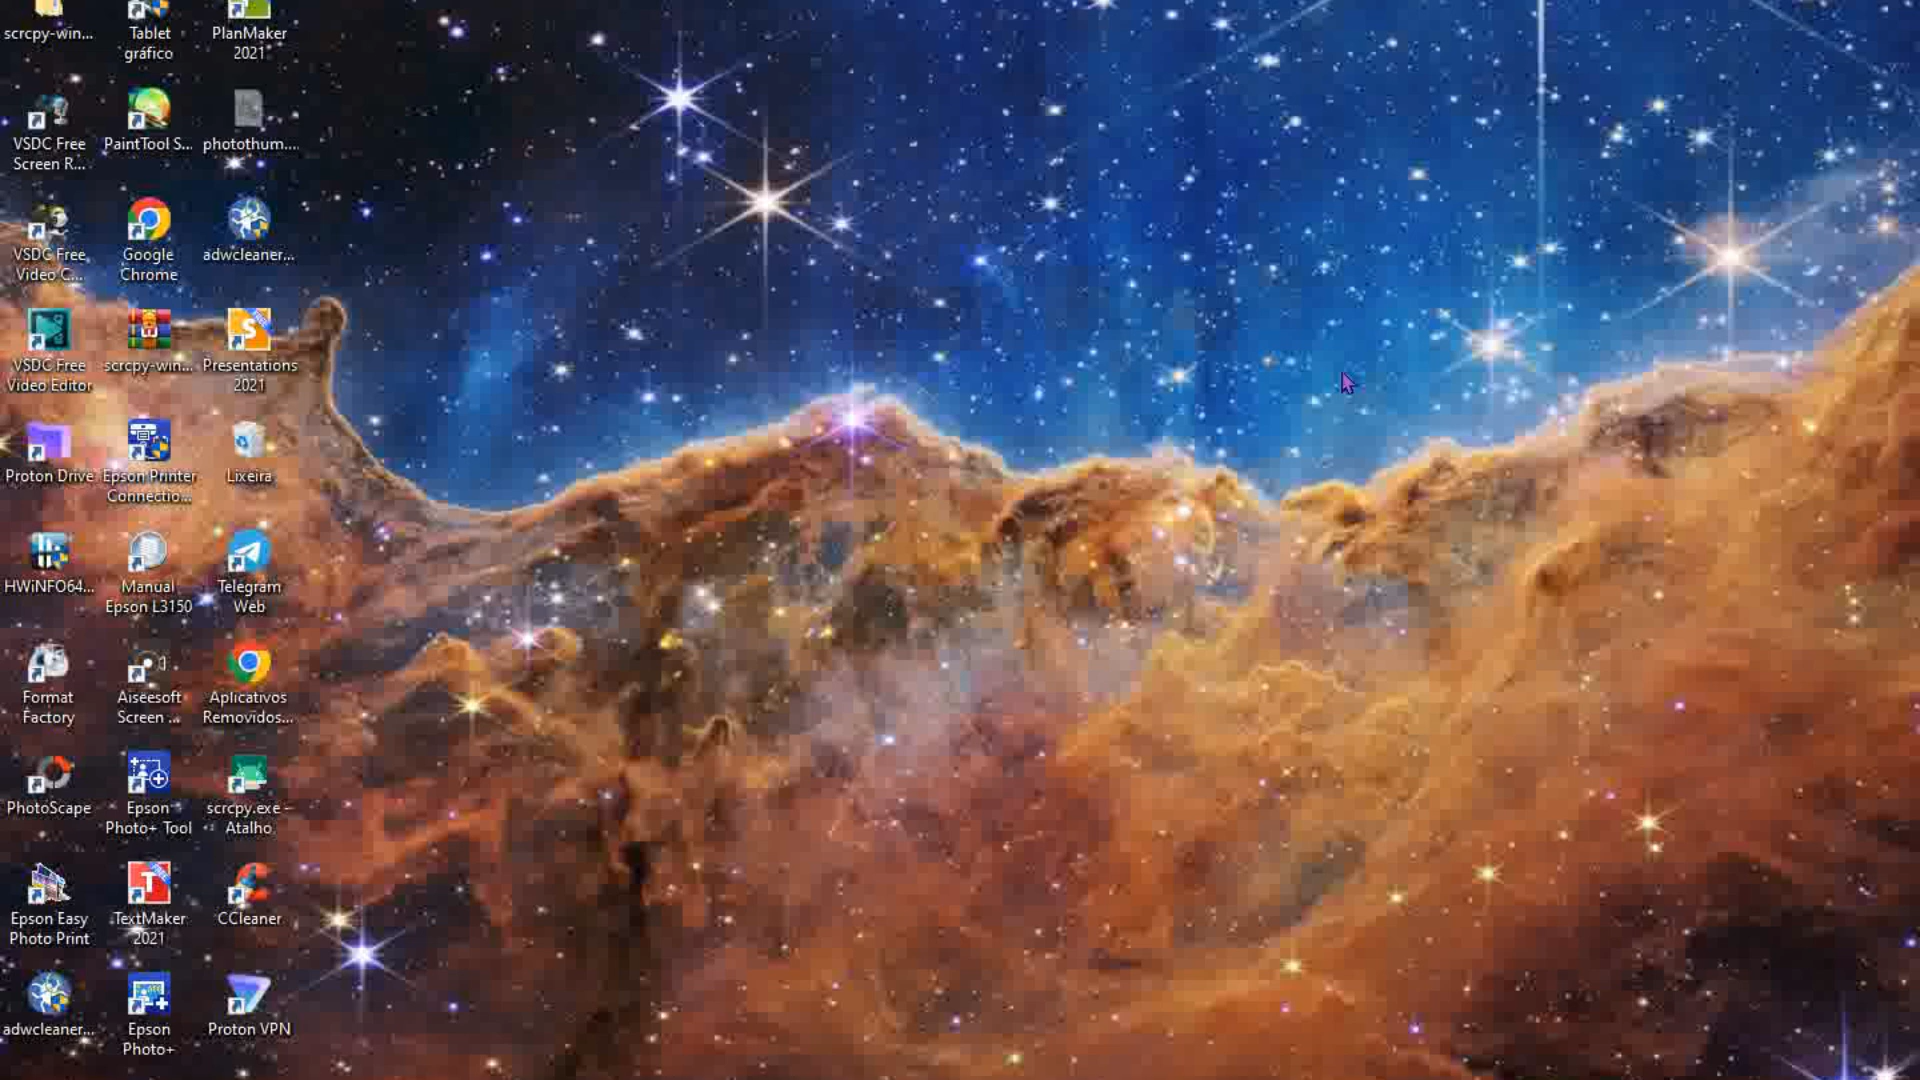 scrcpy-win...
Tablet
gráfico
PlanMaker
2021
VSDC Free
Screen R...
PaintTool S...
photothum....
VSDC Free
Video C...
Google
Chrome
adwcleaner...
VSDC Free
Video Editor
scrcpy-win...
Presentations
2021
Proton Drive
Epson Printer
Connectio...
Lixeira
HWiNFO64...
Manual
Epson L3150
Telegram
Web
Format
Factory
Aiseesoft
Screen ...
Aplicativos
Removidos...
PhotoScape
Epson
Photo+ Tool
scrcpy.exe -
Atalho
Epson Easy
Photo Print
TextMaker
2021
CCleaner
adwcleaner...
Epson
Photo+
Proton VPN